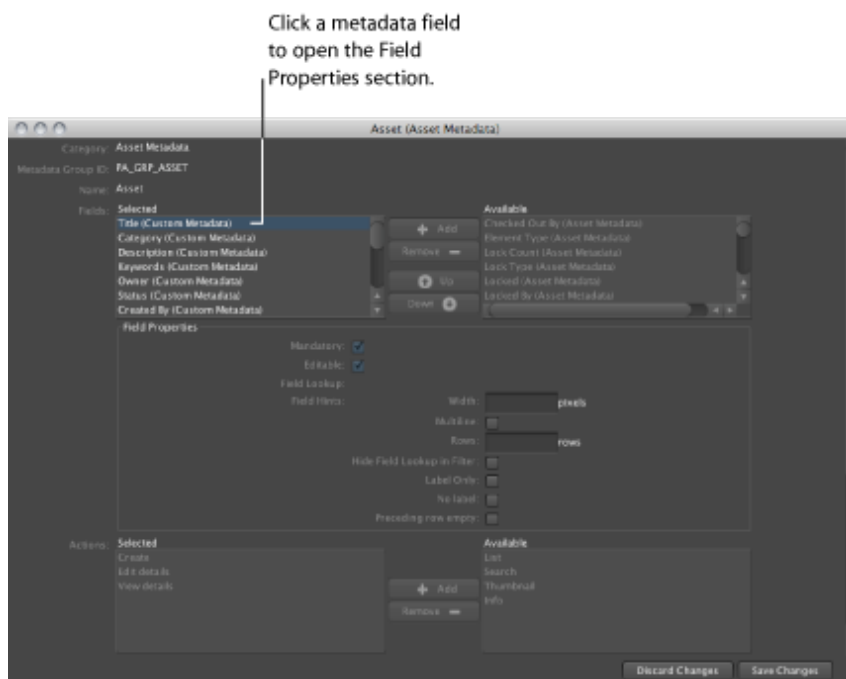 Click a metadata field
to open the Field
Properties section.
Asset (Asset Metadata)
Category: Asset Metadata
Metadata Group ID: PA_GRP_ASSET
Name: Asset
Fields: Selected
Title (Custom Metadata)
Category (Custom Metadata)
Description (Custom Metadata)
Keywords (Custom Metadata)
Owner (Custom Metadata)
Status (Custom Metadata)
Created By (Custom Metadata)
Add
Remove
Up
Down
Available
Checked Out By (Asset Metadata)
Element Type (Asset Metadata)
Lock Count (Asset Metadata)
Lock Type (Asset Metadata)
Locked (Asset Metadata)
Locked By (Asset Metadata)
Field Properties
Mandatory:
Editable:
Field Lookup:
Field Hints: Width: pixels
Multiline:
Rows: rows
Hide Field Lookup in Filter:
Label Only:
No label:
Preceding row empty:
Actions: Selected
Create
Edit details
View details
Add
Remove
Available
List
Search
Thumbnail
Info
Discard Changes Save Changes